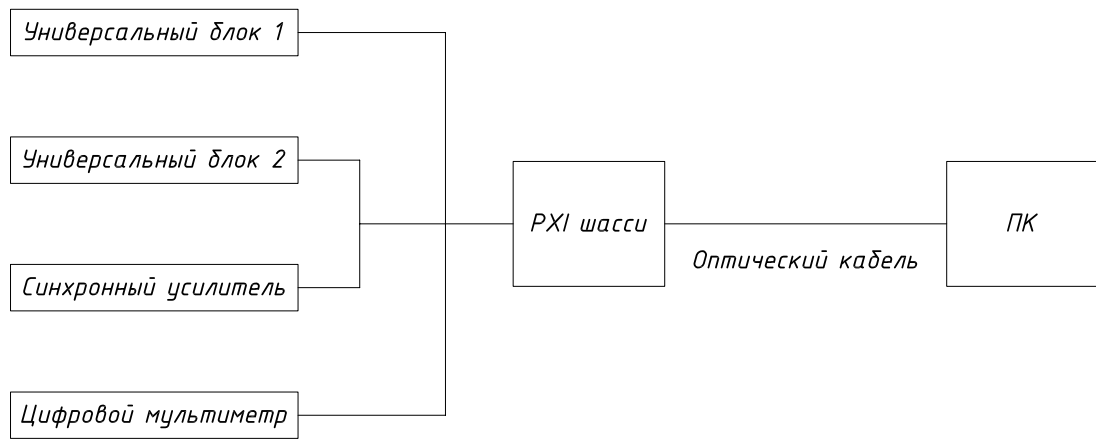 Универсальный блок 1
Универсальный блок 2
Синхронный усилитель
Цифровой мультиметр
PXI шасси
Оптический кабель
ПК